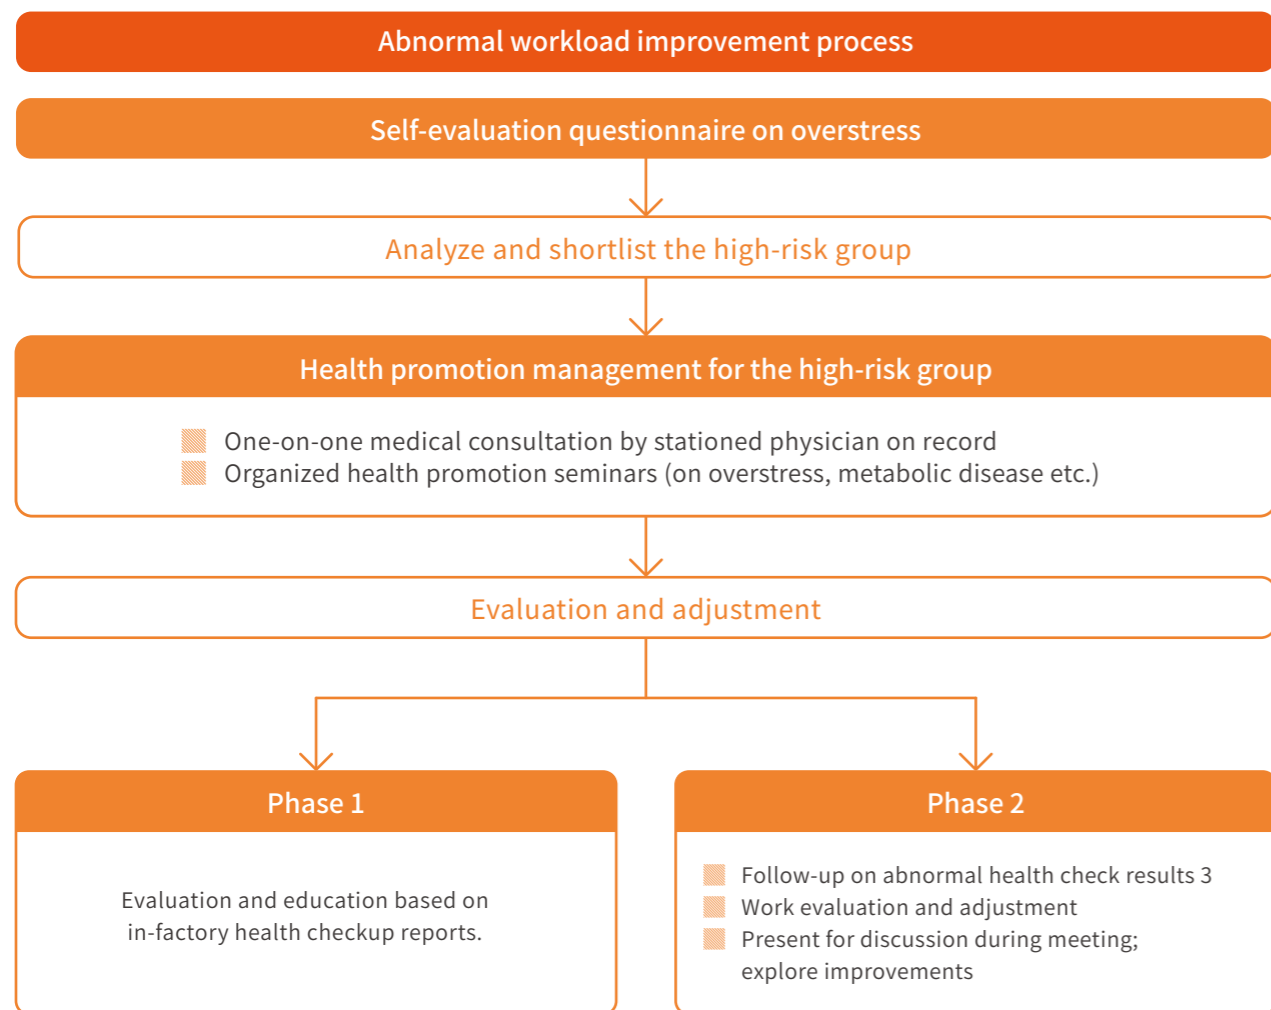 Abnormal workload improvement process
Self-evaluation questionnaire on overstress
Analyze and shortlist the high-risk group
Health promotion management for the high-risk group
One-on-one medical consultation by stationed physician on record
Organized health promotion seminars (on overstress, metabolic disease etc.)
Evaluation and adjustment
Phase 1
Evaluation and education based on
in-factory health checkup reports.
Phase 2
Follow-up on abnormal health check results 3
Work evaluation and adjustment
Present for discussion during meeting;
explore improvements